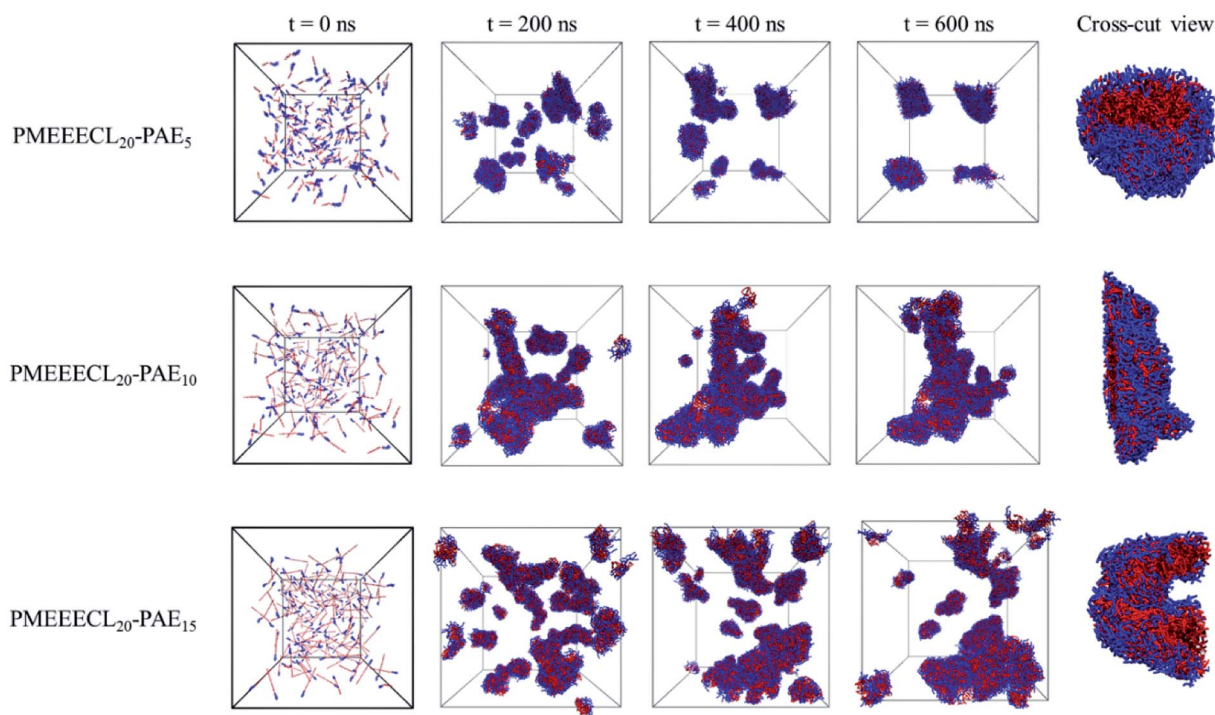 t = 0 ns t = 200 ns t = 400 ns t = 600 ns Cross-cut view
PMEEECL₂₀-PAE₅
PMEEECL₂₀-PAE₁₀
PMEEECL₂₀-PAE₁₅